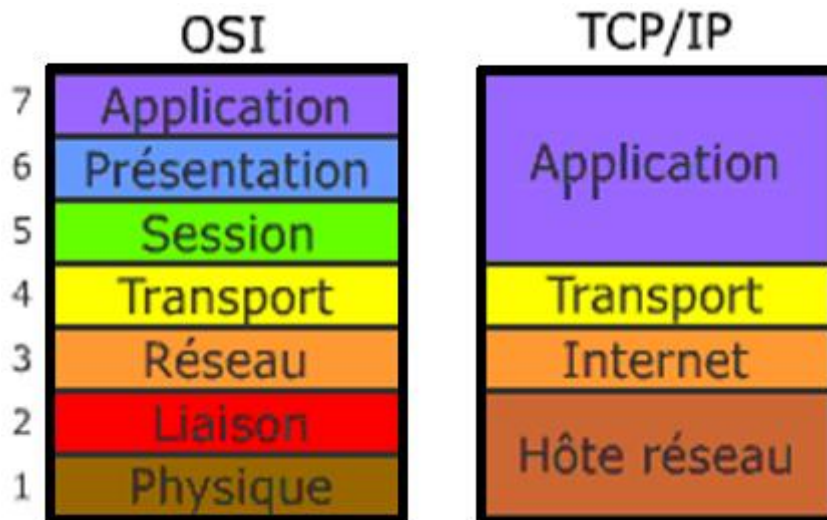 OSI
7 Application
6 Présentation
5 Session
4 Transport
3 Réseau
2 Liaison
1 Physique
TCP/IP
Application
Transport
Internet
Hôte réseau